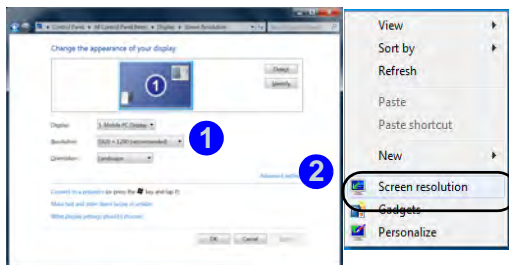 Control Panel ▸ All Control Panel Items ▸ Display ▸ Screen Resolution
Change the appearance of your display
1
Detect
Identify
Display: 1. Mobile PC Display
Resolution: (recommended)
Orientation: Landscape
1
Advanced settings
2
Connect to a projector (or press the key and tap P)
Make text and other items larger or smaller
What display settings should I choose?
OK Cancel Apply
View
Sort by
Refresh
Paste
Paste shortcut
New
Screen resolution
Gadgets
Personalize